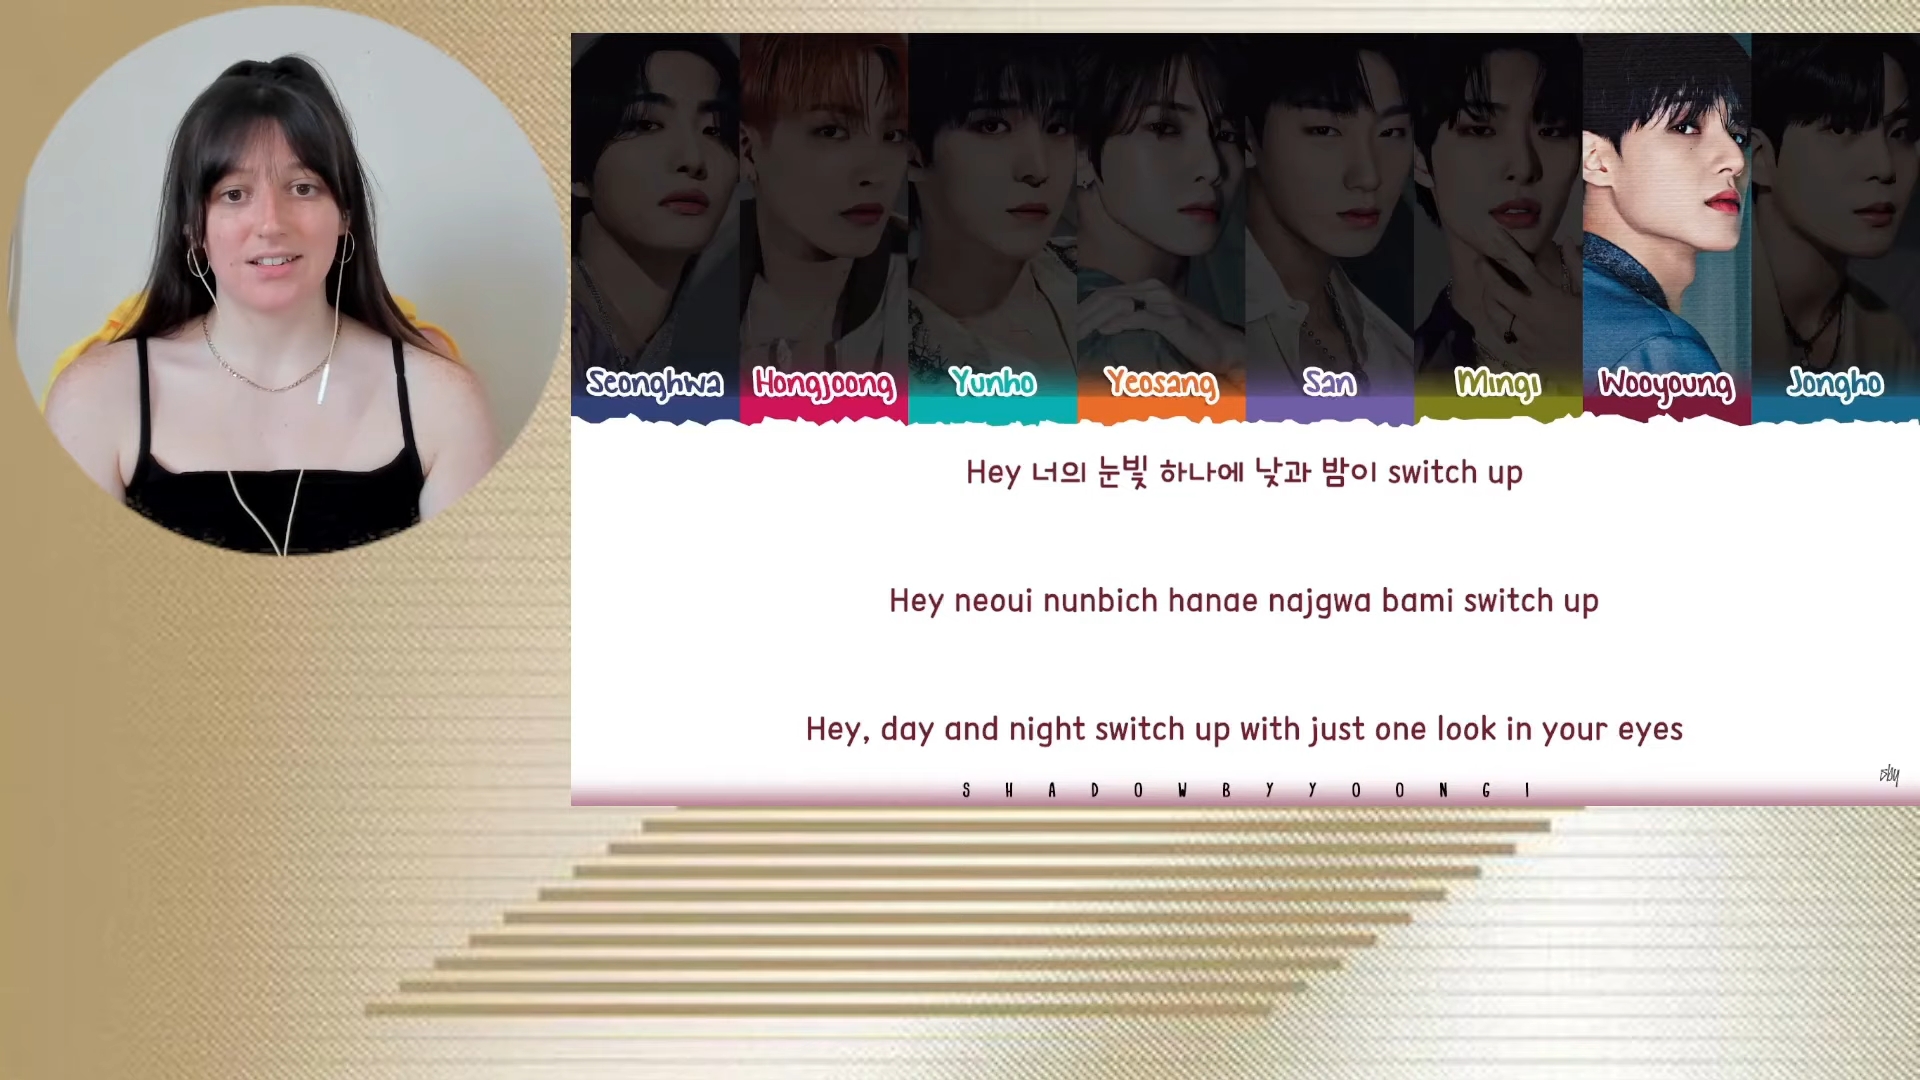 Seonghwa Hongjoong Yunho Yeosang San Mingi Wooyoung Jongho
Hey 너의 눈빛 하나에 낮과 밤이 switch up
Hey neoui nunbich hanae najgwa bami switch up
Hey, day and night switch up with just one look in your eyes
sby
S H A D O W B Y Y O O N G I